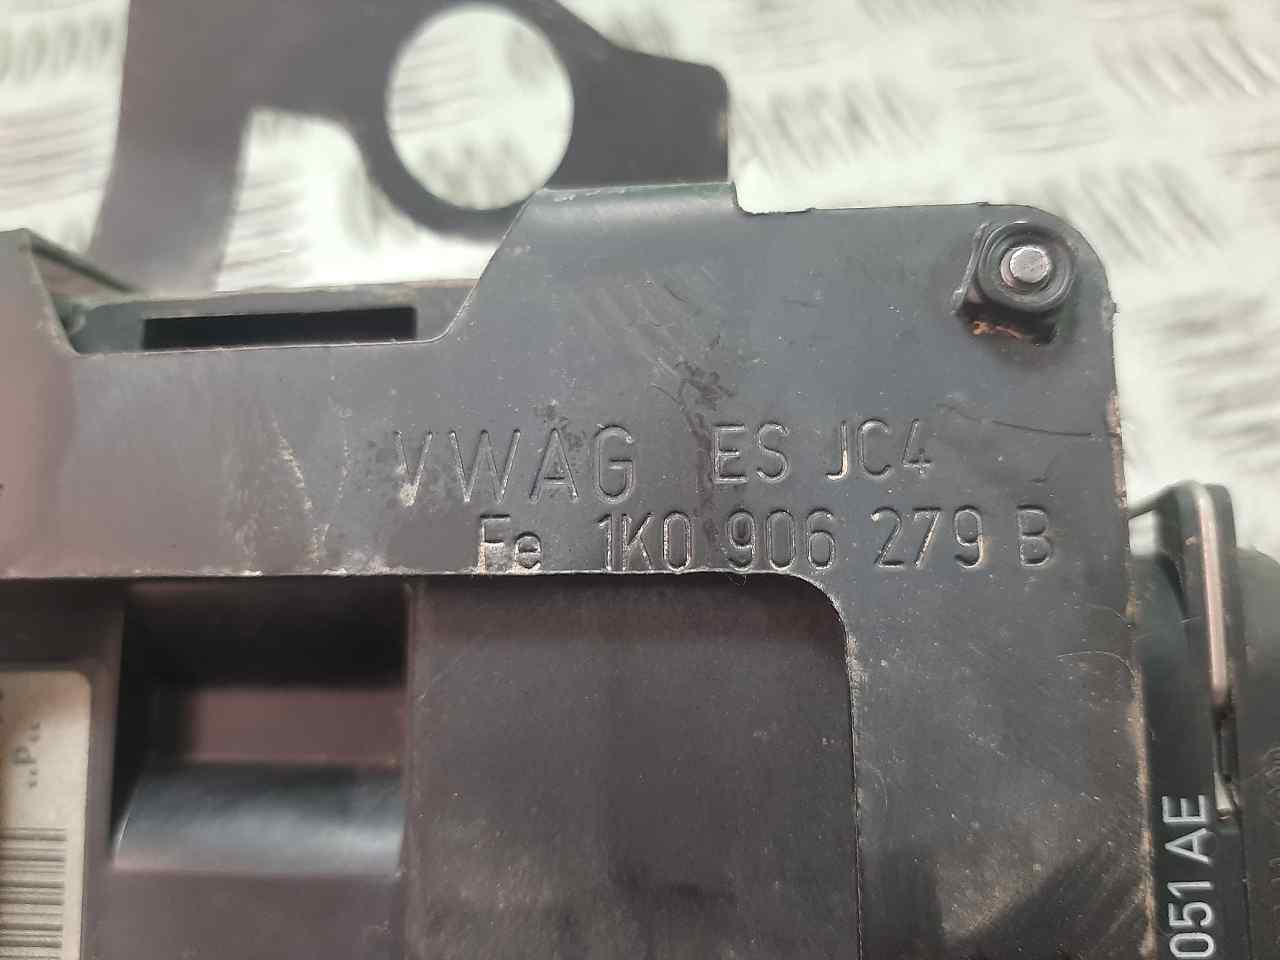 VWAG ES JC4
Fe 1K0 906 279 B
"P"
051 AE